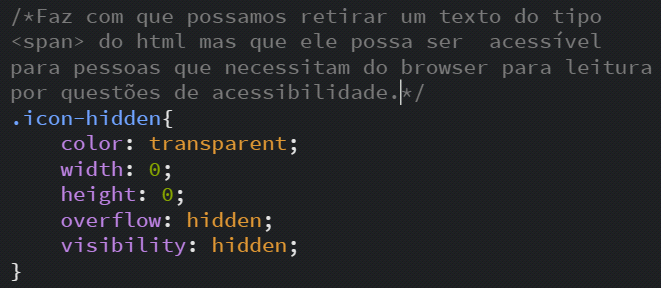 /*Faz com que possamos retirar um texto do tipo
<span> do html mas que ele possa ser  acessível
para pessoas que necessitam do browser para leitura
por questões de acessibilidade.*/
.icon-hidden{
    color: transparent;
    width: 0;
    height: 0;
    overflow: hidden;
    visibility: hidden;
}